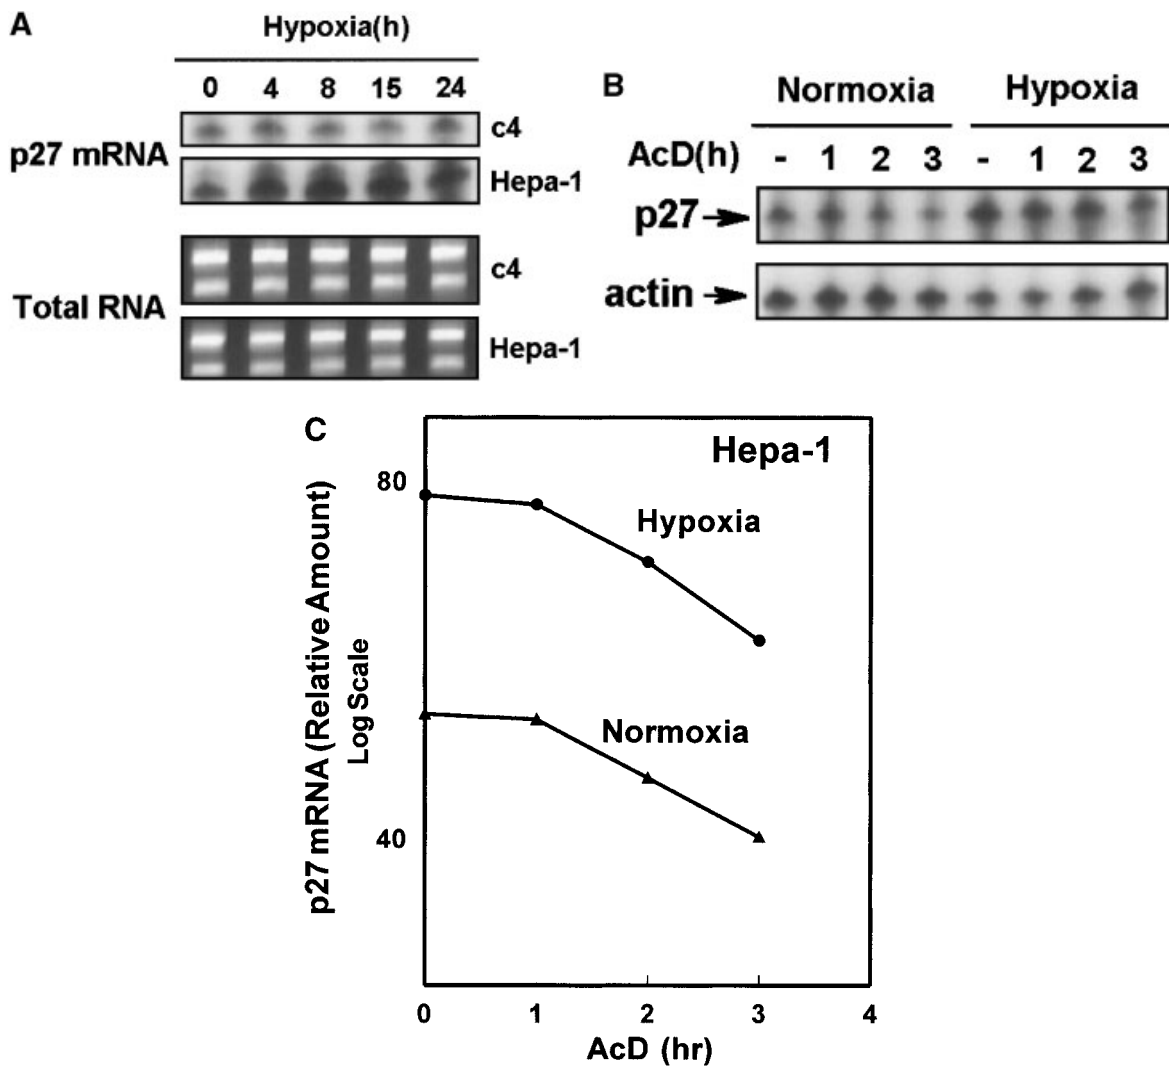 A
Hypoxia(h)
0 4 8 15 24
p27 mRNA
c4
Hepa-1
Total RNA
c4
Hepa-1
B
Normoxia Hypoxia
AcD(h) - 1 2 3 - 1 2 3
p27
actin
C
Hepa-1
80
Hypoxia
p27 mRNA (Relative Amount)
Log Scale
Normoxia
40
0 1 2 3 4
AcD (hr)